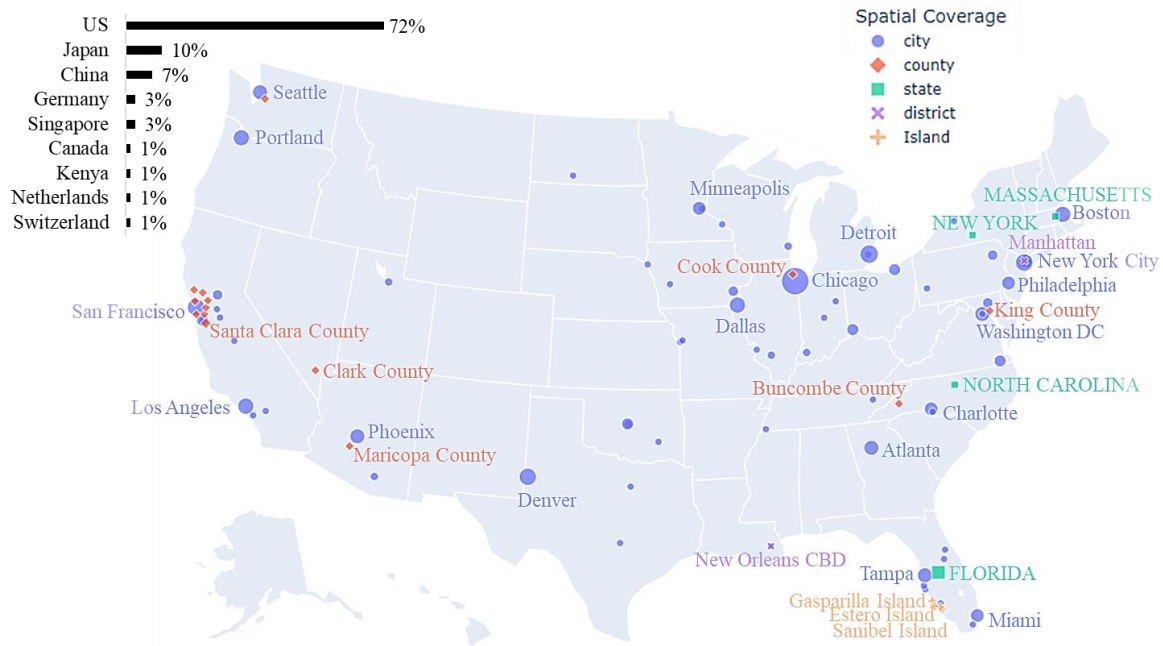 US 72%
Japan 10%
China 7%
Germany 3%
Singapore 3%
Canada 1%
Kenya 1%
Netherlands 1%
Switzerland 1%
Spatial Coverage
city
county
state
district
Island
Seattle
Portland
Minneapolis
MASSACHUSETTS
Boston
NEW YORK
Detroit
Manhattan
New York City
Cook County
Chicago
Philadelphia
San Francisco
King County
Dallas
Washington DC
Santa Clara County
Clark County
Buncombe County
NORTH CAROLINA
Los Angeles
Charlotte
Phoenix
Maricopa County
Atlanta
Denver
New Orleans CBD
Tampa
FLORIDA
Gasparilla Island
Estero Island
Miami
Sanibel Island